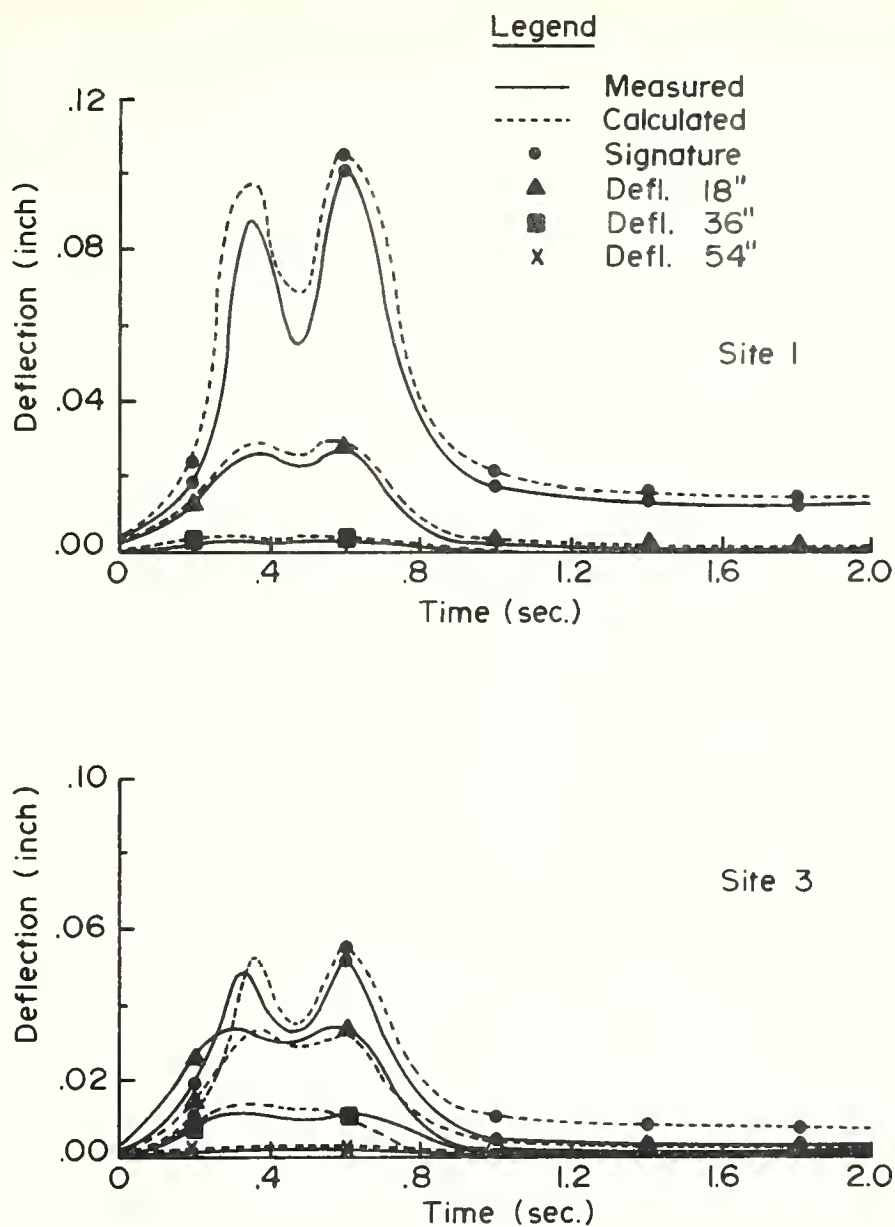 Legend
Measured
Calculated
Signature
Defl. 18"
Defl. 36"
Defl. 54"
.12
.08
.04
.00
Deflection (inch)
Site 1
0 .4 .8 1.2 1.6 2.0
Time (sec.)
.10
.06
.02
.00
Deflection (inch)
Site 3
0 .4 .8 1.2 1.6 2.0
Time (sec.)